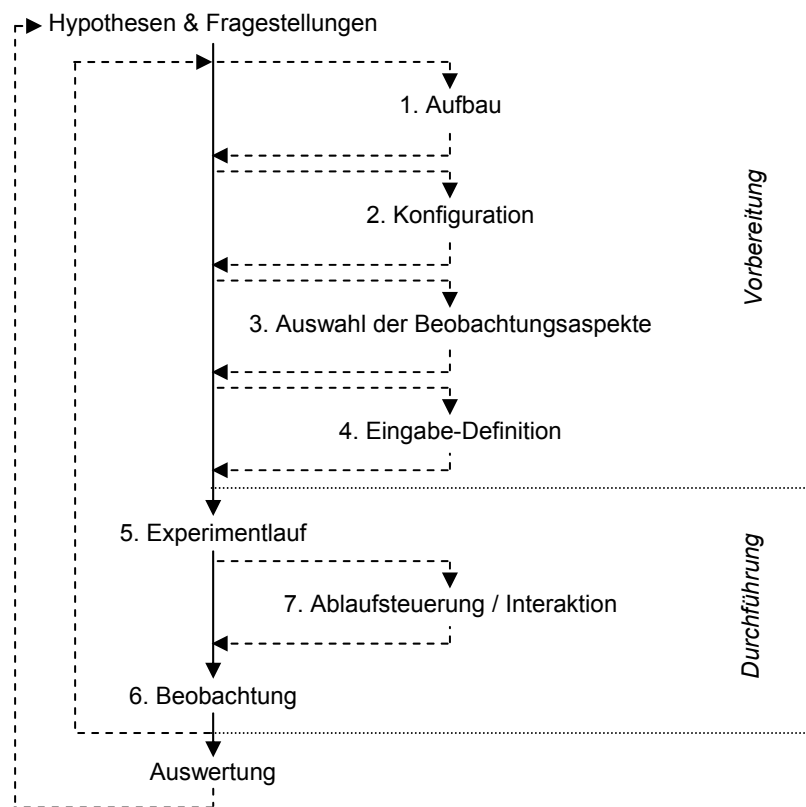 Hypothesen & Fragestellungen
1. Aufbau
2. Konfiguration
3. Auswahl der Beobachtungsaspekte
4. Eingabe-Definition
Vorbereitung
5. Experimentlauf
7. Ablaufsteuerung / Interaktion
6. Beobachtung
Durchführung
Auswertung